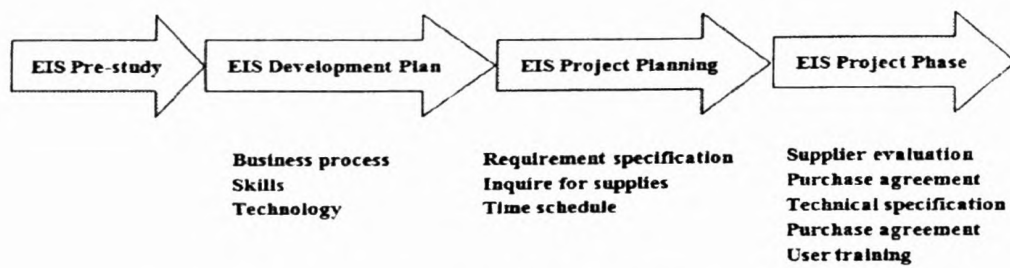 EIS Pre-study
EIS Development Plan
EIS Project Planning
EIS Project Phase
Business process
Skills
Technology
Requirement specification
Inquire for supplies
Time schedule
Supplier evaluation
Purchase agreement
Technical specification
Purchase agreement
User training